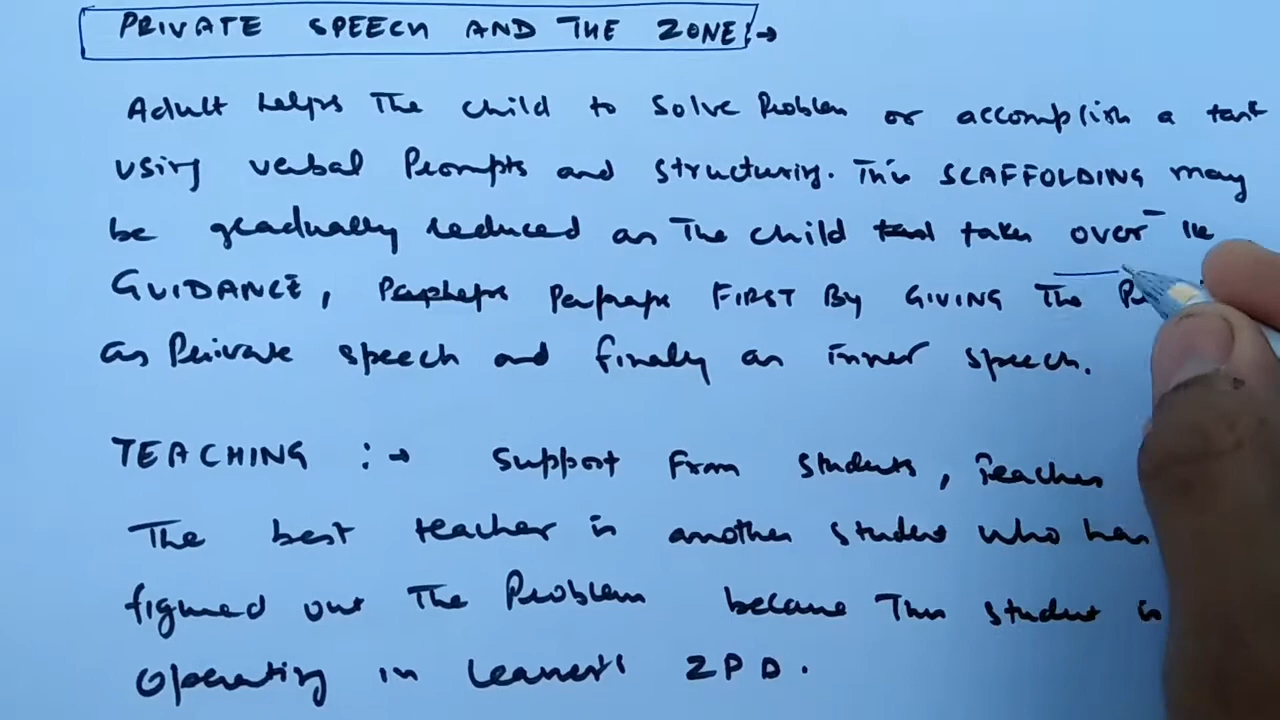 PRIVATE SPEECH AND THE ZONE:→
Adult helps The child to solve Problem or accomplish a task
using verbal Prompts and structuring. This SCAFFOLDING may
be gradually reduced as The child takes over
GUIDANCE, Perhaps FIRST By GIVING The
as Private speech and finally as inner speech.
TEACHING :→ Support From Students, Teacher
The best teacher is another student who has
figured out The Problem because This student is
operating in learner's ZPD.